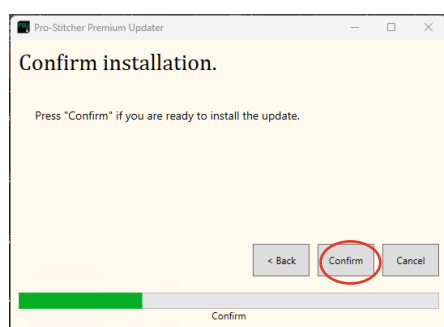 Pro-Stitcher Premium Updater
Confirm installation.
Press "Confirm" if you are ready to install the update.
< Back Confirm Cancel
Confirm